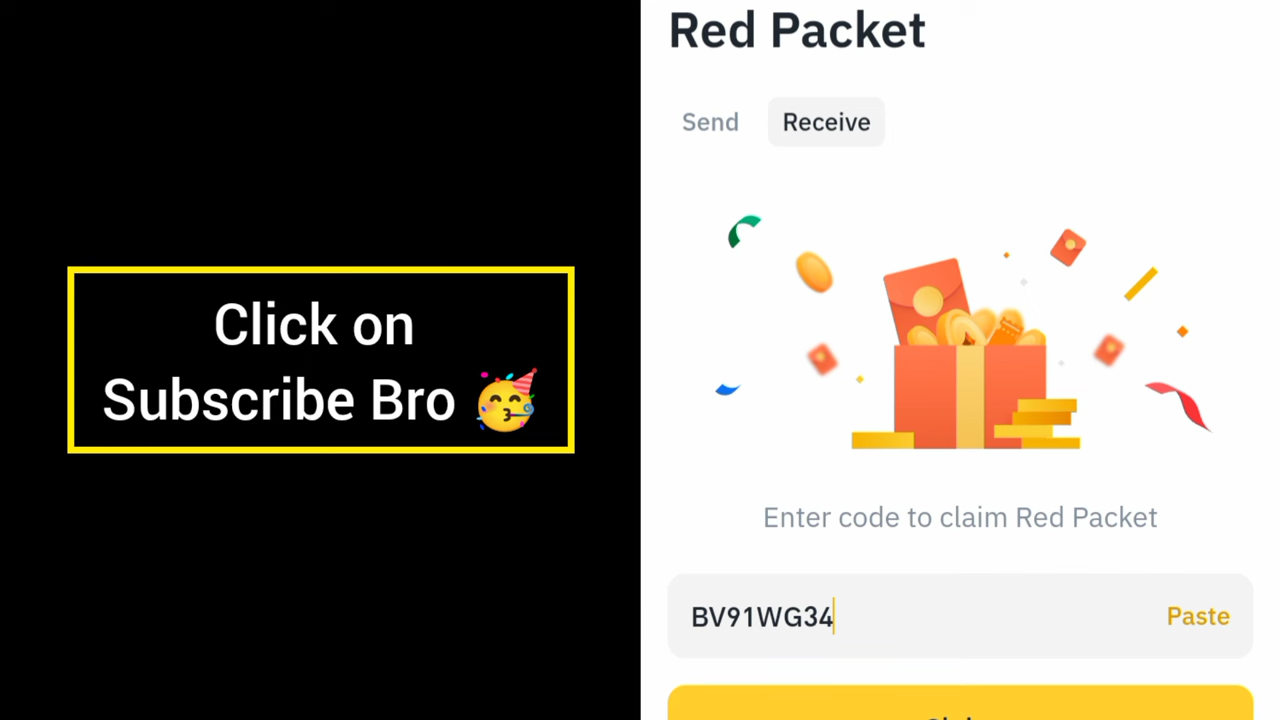 Click on
Subscribe Bro 🥳
Red Packet
Send
Receive
Enter code to claim Red Packet
BV91WG34
Paste